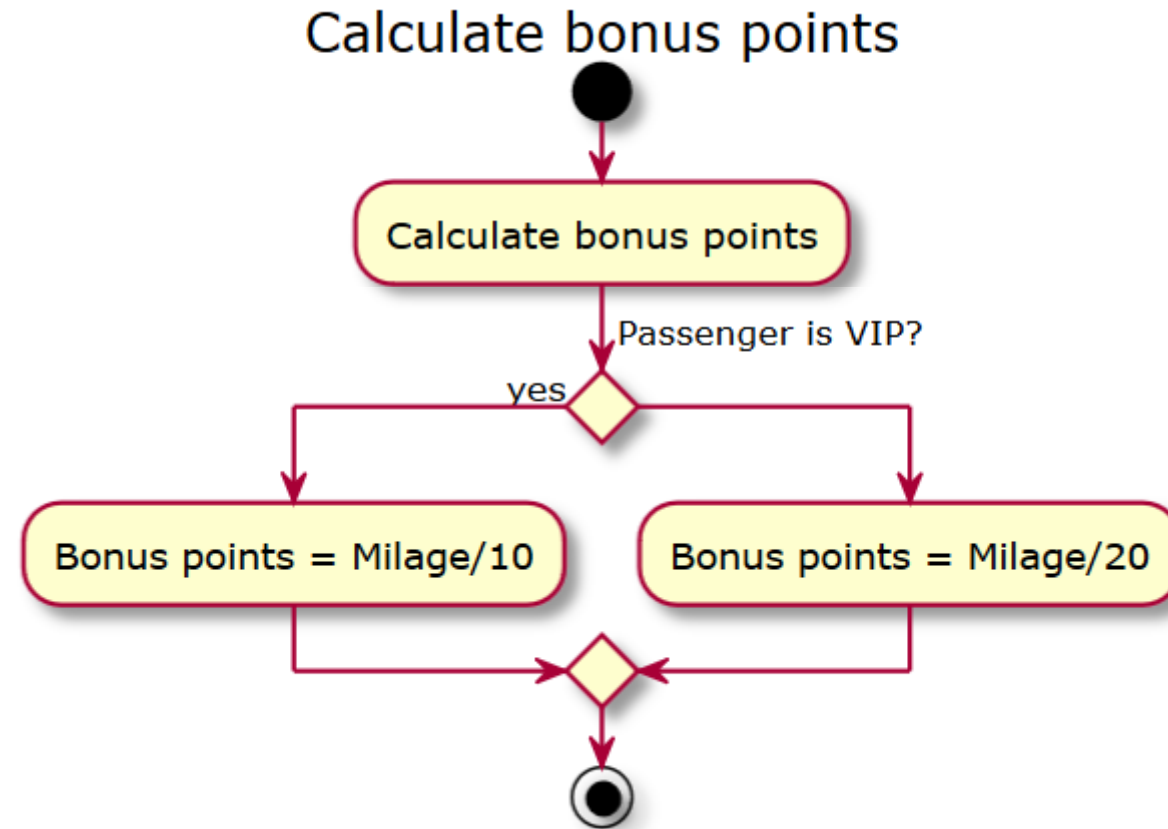 Calculate bonus points
Calculate bonus points
Passenger is VIP?
yes
Bonus points = Milage/10
Bonus points = Milage/20